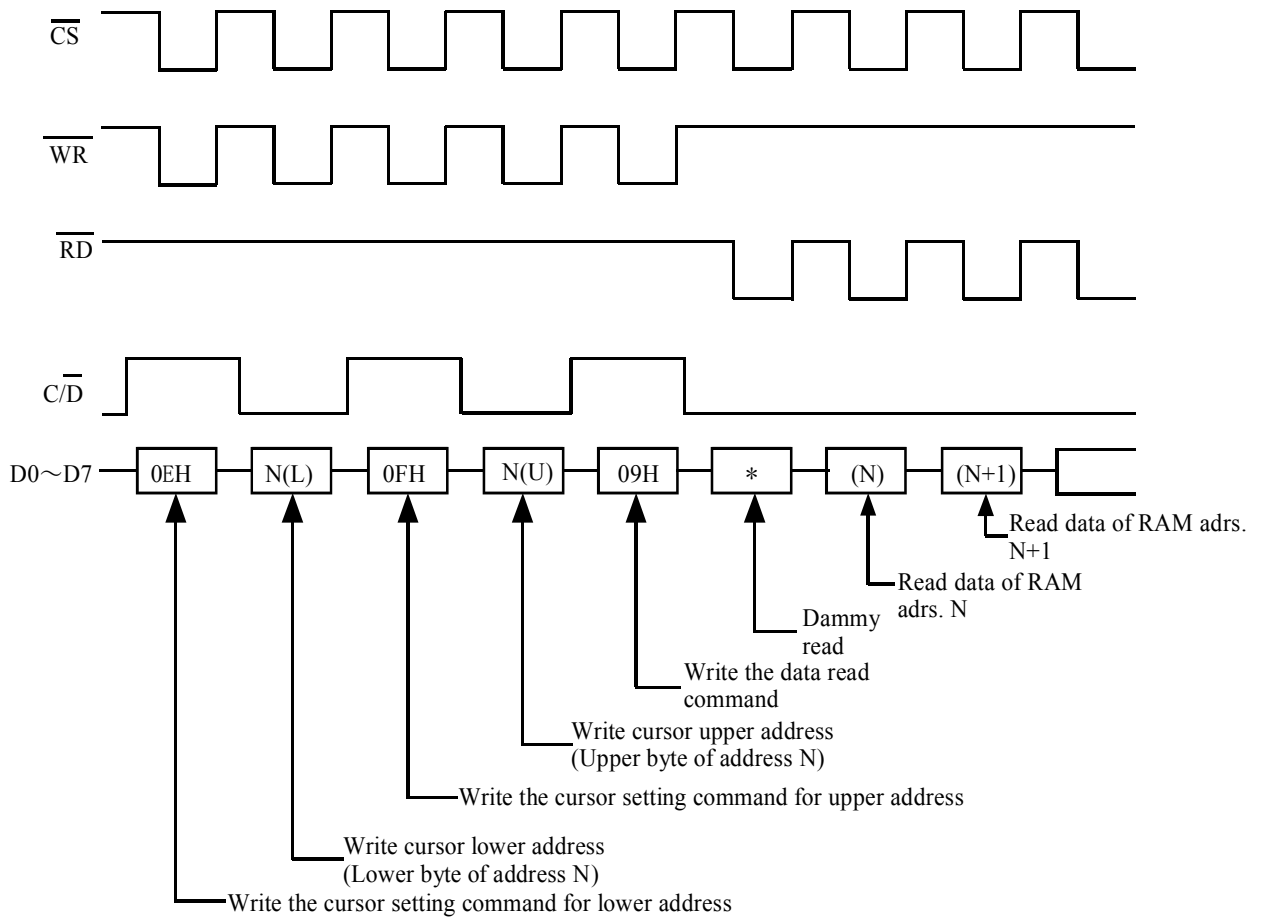 CS
WR
RD
C/D
D0～D7 0EH N(L) 0FH N(U) 09H * (N) (N+1)
Read data of RAM adrs.
N+1
Read data of RAM
adrs. N
Dammy
read
Write the data read
command
Write cursor upper address
(Upper byte of address N)
Write the cursor setting command for upper address
Write cursor lower address
(Lower byte of address N)
Write the cursor setting command for lower address